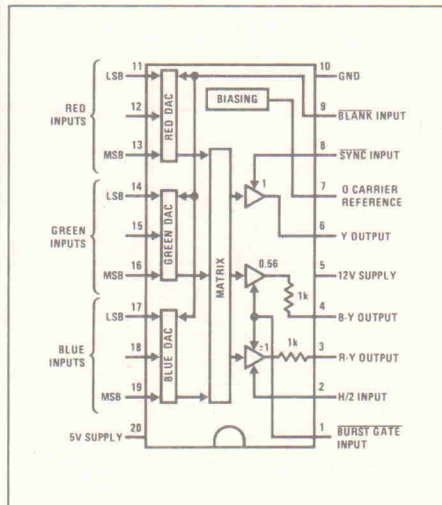 RED INPUTS
LSB 11
12
MSB 13
RED DAC
GREEN INPUTS
LSB 14
15
MSB 16
GREEN DAC
BLUE INPUTS
LSB 17
18
MSB 19
BLUE DAC
5V SUPPLY 20
BIASING
MATRIX
1
0.56
1k
±1
1k
10 GND
9 BLANK INPUT
8 SYNC INPUT
7 O CARRIER REFERENCE
6 Y OUTPUT
5 12V SUPPLY
4 B-Y OUTPUT
3 R-Y OUTPUT
2 H/2 INPUT
1 BURST GATE INPUT